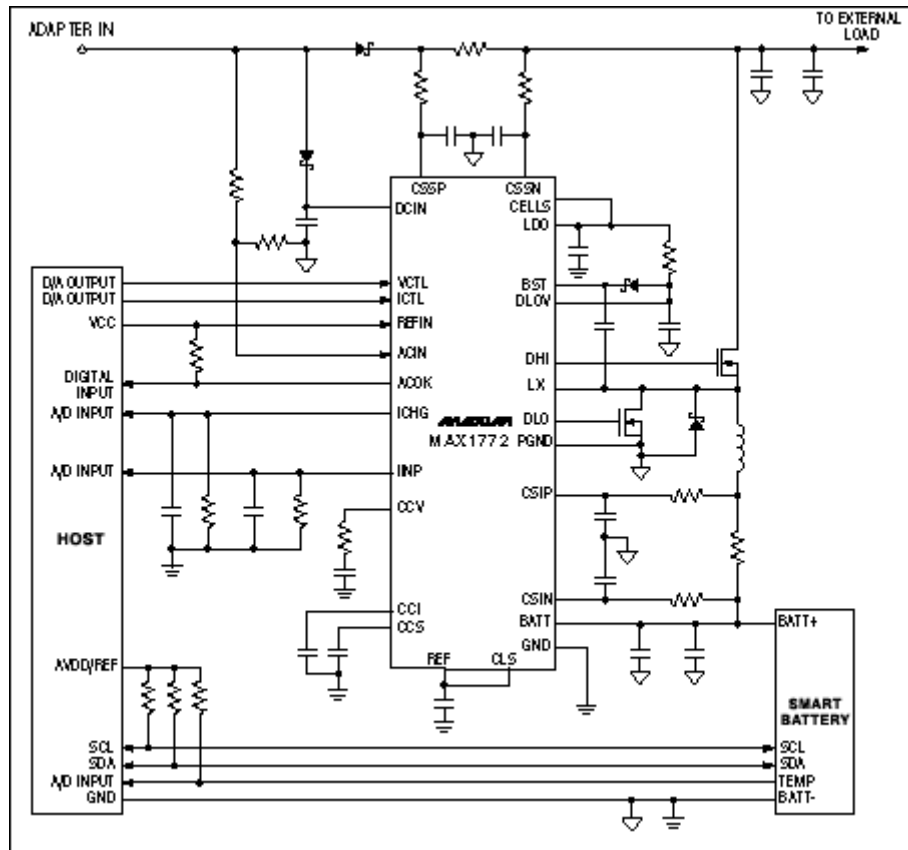 ADAPTER IN
TO EXTERNAL
LOAD
CSSP
CSSN
DCIN
CELLS
LDO
D/A OUTPUT
VCTL
BST
D/A OUTPUT
ICTL
DLOV
VCC
REFIN
ACIN
DHI
DIGITAL
INPUT
ACOK
LX
A/D INPUT
ICHG
MAXIM
DLO
MAX1772
PGND
A/D INPUT
INP
CSIP
CCV
HOST
CSIN
CCI
BATT
BATT+
CCS
GND
REF
CLS
AVDD/REF
SMART
BATTERY
SCL
SCL
SDA
SDA
A/D INPUT
TEMP
GND
BATT-